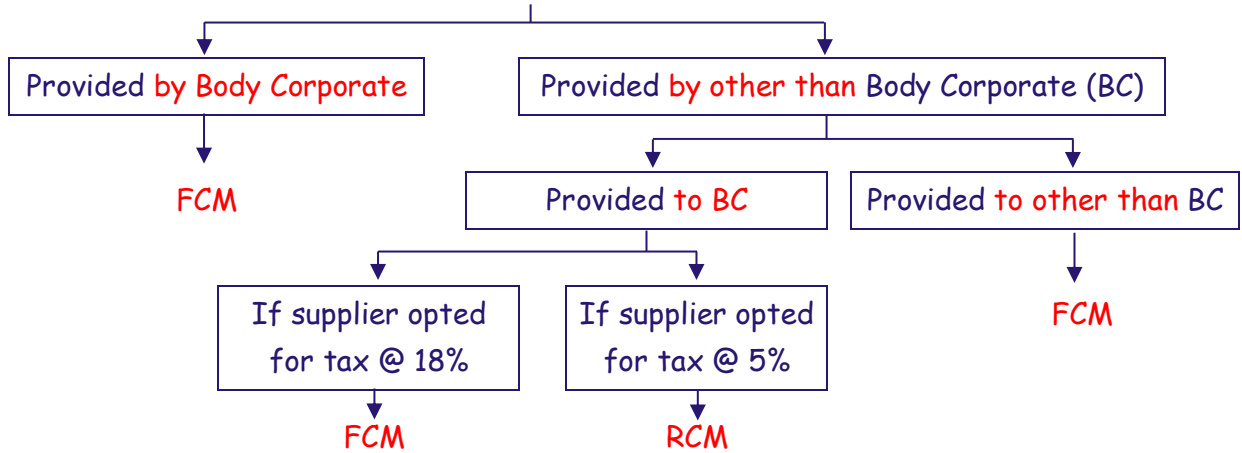 Provided by Body Corporate
Provided by other than Body Corporate (BC)
FCM
Provided to BC
Provided to other than BC
If supplier opted
for tax @ 18%
If supplier opted
for tax @ 5%
FCM
FCM
RCM